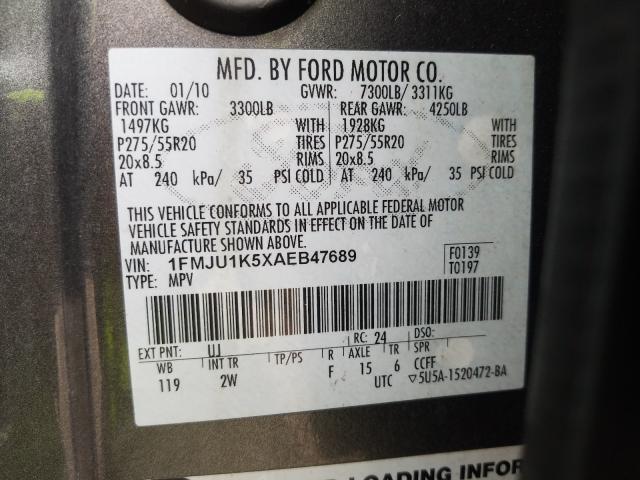 MFD. BY FORD MOTOR CO.
DATE: 01/10 GVWR: 7300LB/ 3311KG
FRONT GAWR: 3300LB REAR GAWR: 4250LB
1497KG WITH 1928KG WITH
P275/55R20 TIRES P275/55R20 TIRES
20x8.5 RIMS 20x8.5 RIMS
AT 240 kPa/ 35 PSI COLD AT 240 kPa/ 35 PSI COLD
THIS VEHICLE CONFORMS TO ALL APPLICABLE FEDERAL MOTOR
VEHICLE SAFETY STANDARDS IN EFFECT ON THE DATE OF
MANUFACTURE SHOWN ABOVE.
VIN: 1FMJU1K5XAEB47689 F0139
TYPE: MPV T0197
EXT PNT: UJ RC: 24 DSO:
WB INT TR TP/PS R AXLE TR SPR
119 2W F 15 6 CCFF
UTC ▽5U5A-1520472-BA
LOADING INFOR